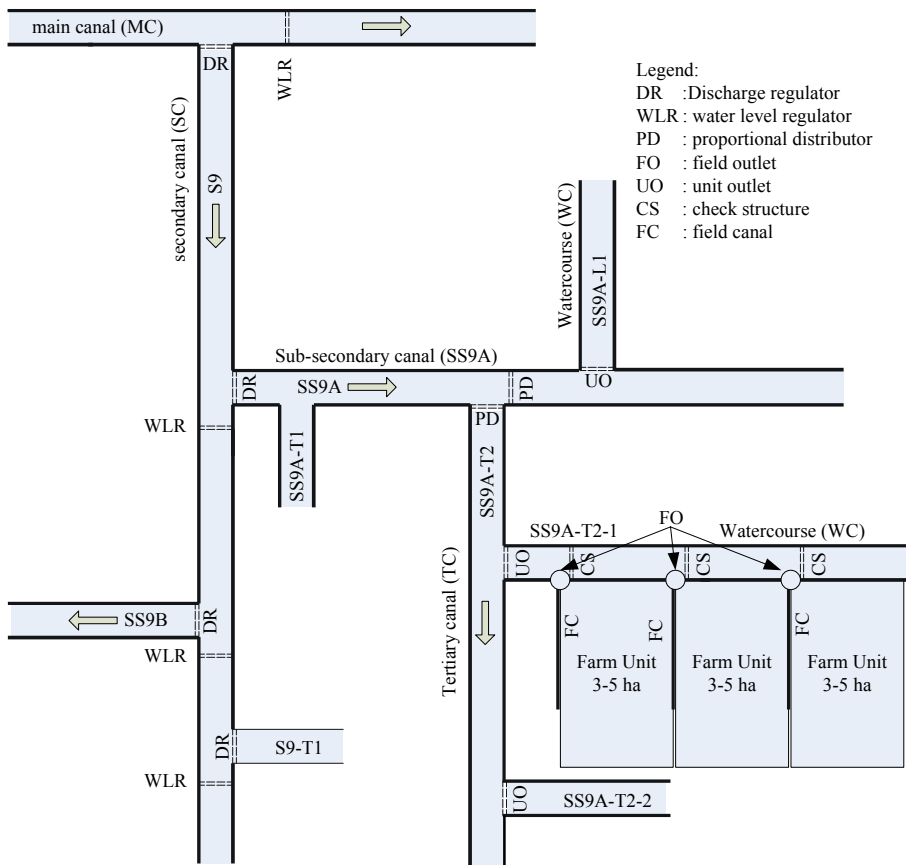 main canal (MC)
DR
WLR
Legend:
DR :Discharge regulator
WLR : water level regulator
PD : proportional distributor
FO : field outlet
UO : unit outlet
CS : check structure
FC : field canal
secondary canal (SC)
S9
Watercourse (WC)
SS9A-L1
UO
Sub-secondary canal (SS9A)
DR
SS9A
PD
PD
WLR
SS9A-T1
SS9A-T2
FO
SS9A-T2-1
Watercourse (WC)
UO
CS
CS
CS
Tertiary canal (TC)
FC
FC
FC
SS9B
DR
WLR
Farm Unit
3-5 ha
Farm Unit
3-5 ha
Farm Unit
3-5 ha
DR
S9-T1
WLR
UO
SS9A-T2-2